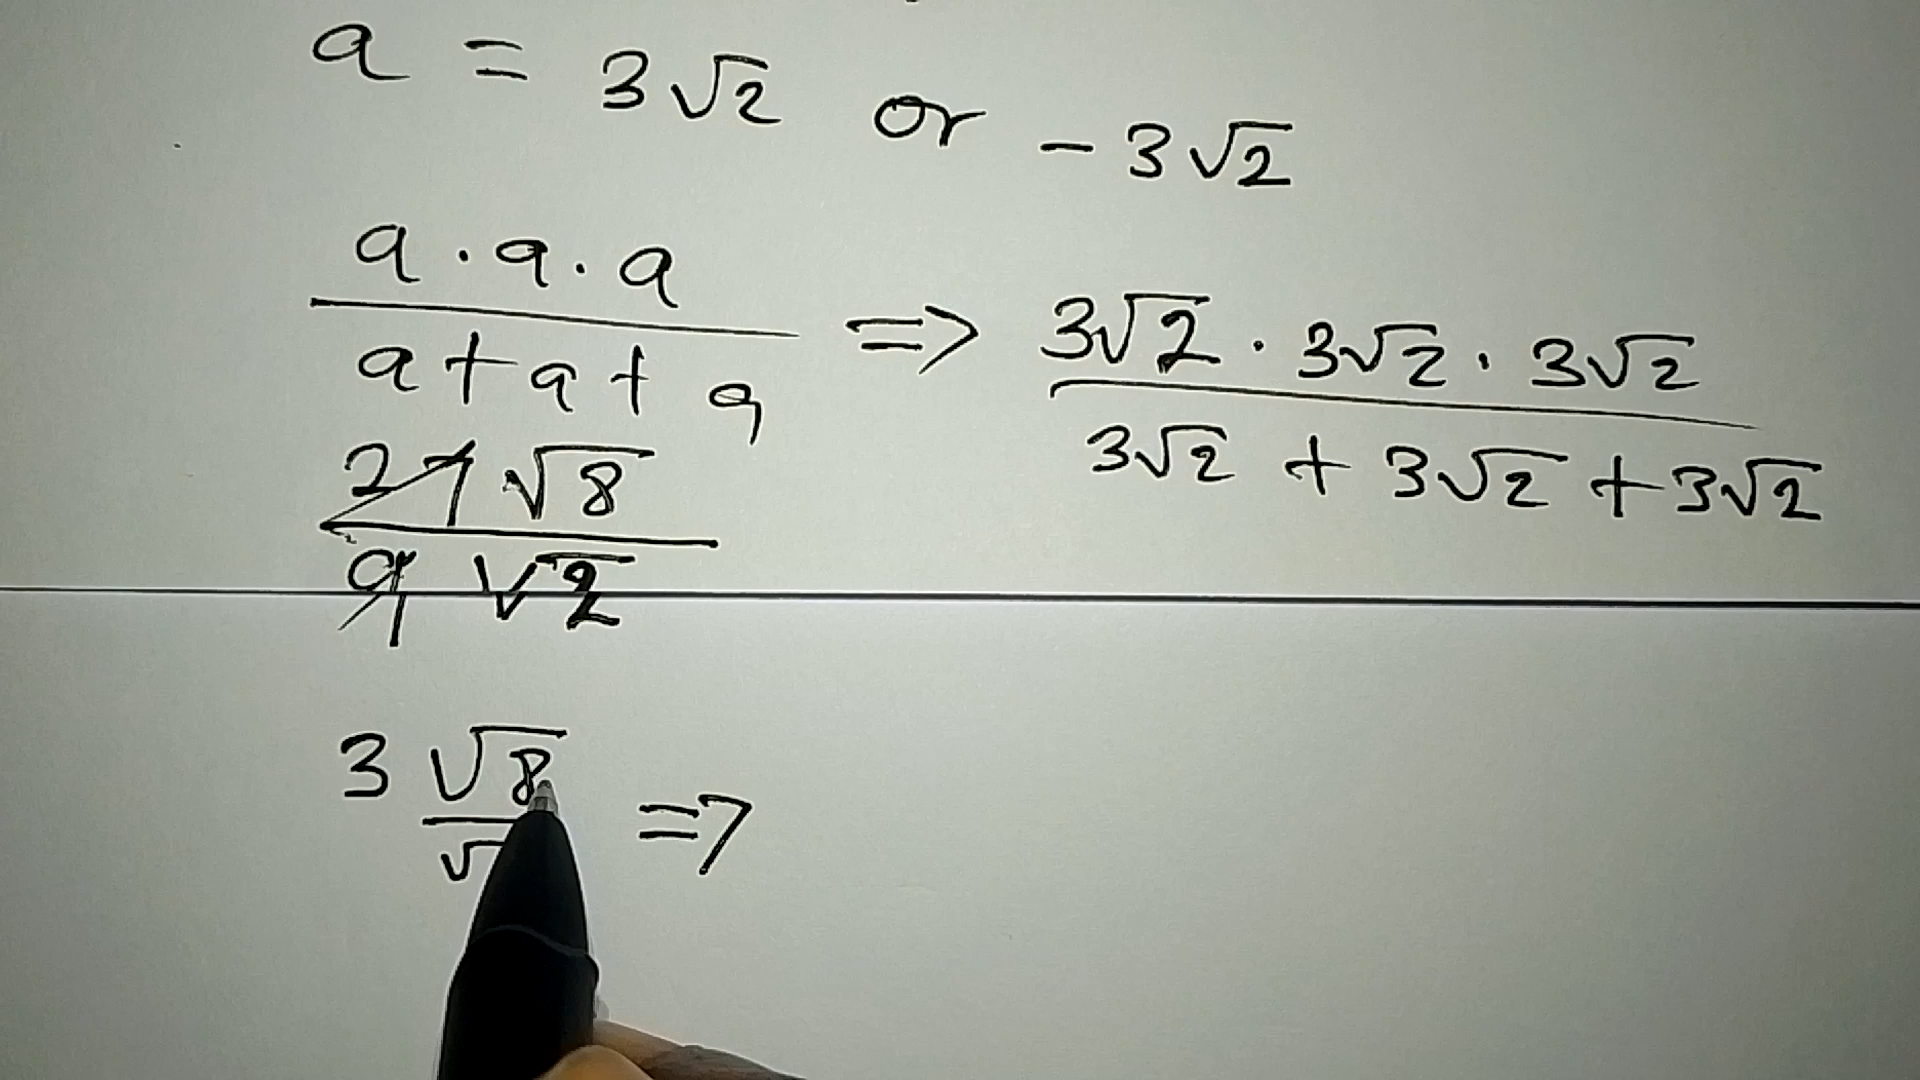 a = 3√2 or -3√2
a . a . a
a + a + a
=> 3√2 . 3√2 . 3√2
3√2 + 3√2 + 3√2
27 √8
9 √2
3 √8
√
=>